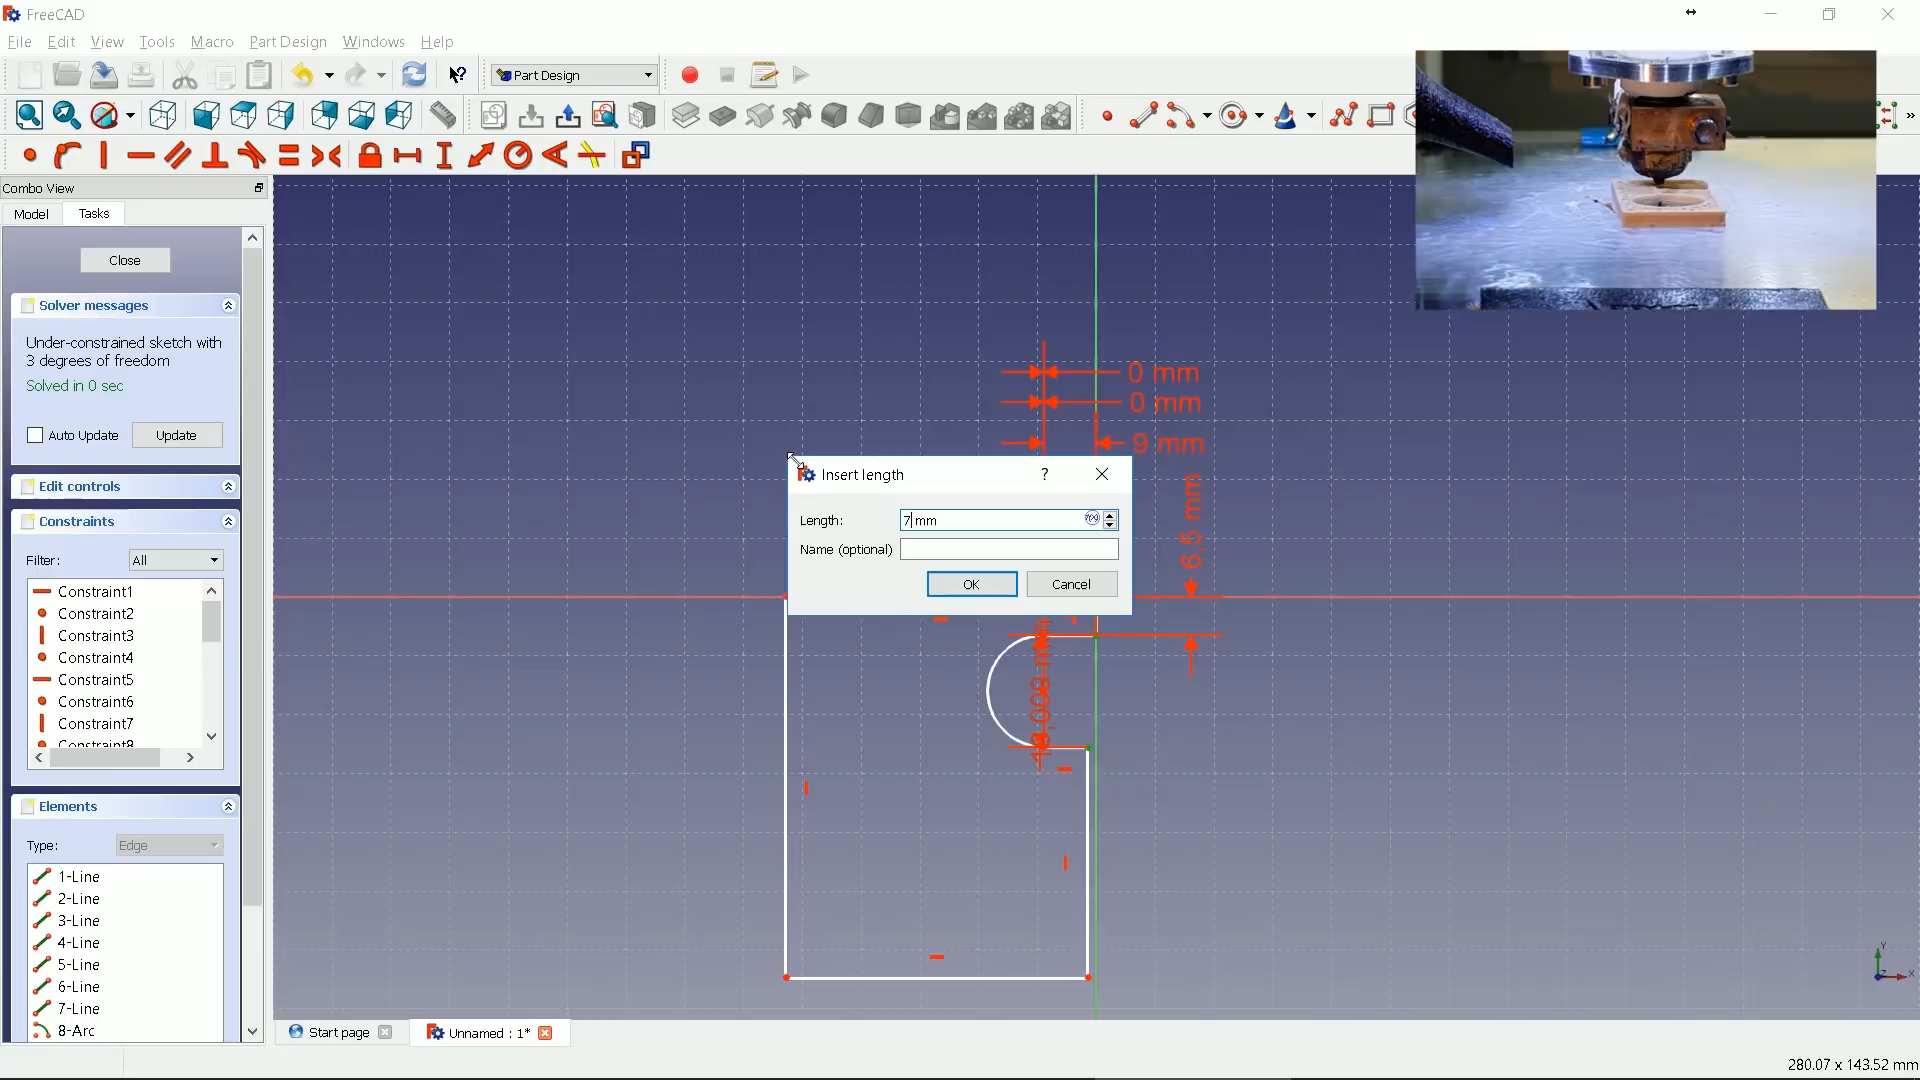 FreeCAD
File Edit View Tools Macro Part Design Windows Help
Part Design
Combo View
Model Tasks
Close
Solver messages
Under-constrained sketch with
3 degrees of freedom
Solved in 0 sec
Auto Update Update
Edit controls
Constraints
Filter: All
Constraint1
Constraint2
Constraint3
Constraint4
Constraint5
Constraint6
Constraint7
Constraint8
Elements
Type: Edge
1-Line
2-Line
3-Line
4-Line
5-Line
6-Line
7-Line
8-Arc
0 mm
0 mm
9 mm
6,5 mm
Insert length ?
Length: 7 mm
Name (optional)
OK Cancel
Y
X
Z
Start page
Unnamed : 1*
280.07 x 143.52 mm